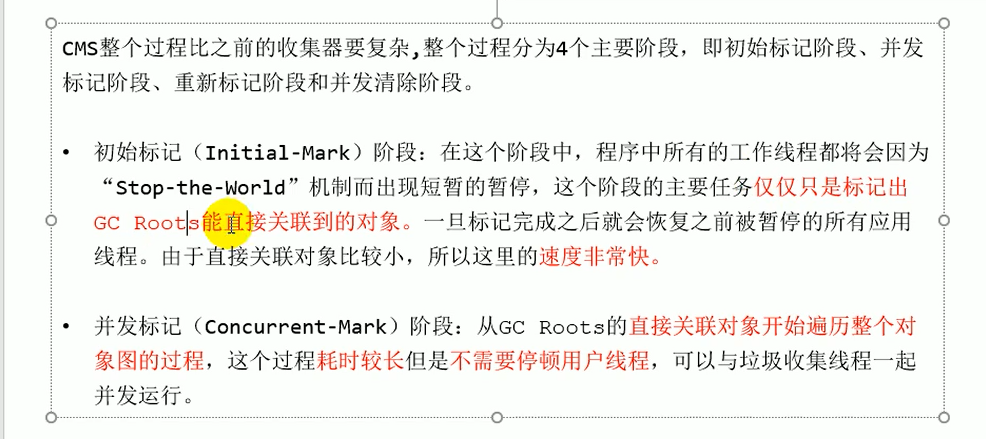 CMS整个过程比之前的收集器要复杂,整个过程分为4个主要阶段，即初始标记阶段、并发
标记阶段、重新标记阶段和并发清除阶段。
• 初始标记（Initial-Mark）阶段：在这个阶段中，程序中所有的工作线程都将会因为
“Stop-the-World”机制而出现短暂的暂停，这个阶段的主要任务仅仅只是标记出
GC Roots能直接关联到的对象。一旦标记完成之后就会恢复之前被暂停的所有应用
线程。由于直接关联对象比较小，所以这里的速度非常快。
• 并发标记（Concurrent-Mark）阶段：从GC Roots的直接关联对象开始遍历整个对
象图的过程，这个过程耗时较长但是不需要停顿用户线程，可以与垃圾收集线程一起
并发运行。